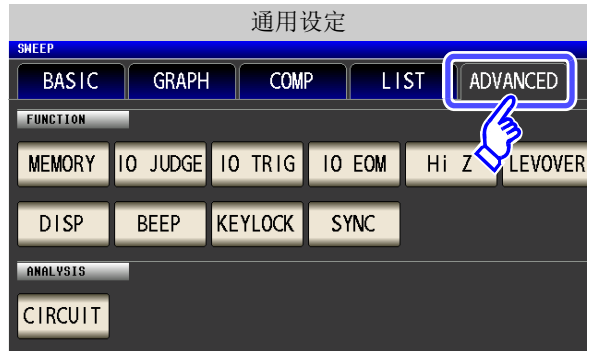 通用设定
SWEEP
BASIC GRAPH COMP LIST ADVANCED
FUNCTION
MEMORY IO JUDGE IO TRIG IO EOM Hi Z LEVOVER
DISP BEEP KEYLOCK SYNC
ANALYSIS
CIRCUIT